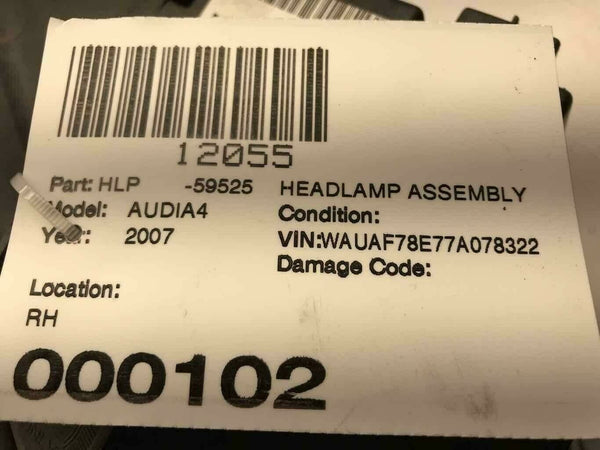 12055
Part: HLP -59525 HEADLAMP ASSEMBLY
Model: AUDIA4 Condition:
Year: 2007 VIN:WAUAF78E77A078322
Damage Code:
Location:
RH
000102